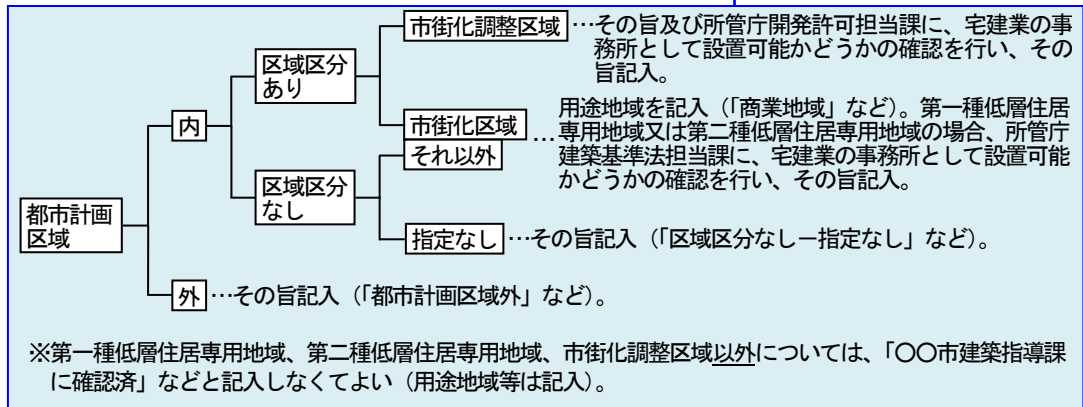 市街化調整区域
…その旨及び所管庁開発許可担当課に、宅建業の事
務所として設置可能かどうかの確認を行い、その
旨記入。
区域区分
あり
内
市街化区域
それ以外
用途地域を記入(「商業地域」など)。第一種低層住居
…専用地域又は第二種低層住居専用地域の場合、所管庁
建築基準法担当課に、宅建業の事務所として設置可能
かどうかの確認を行い、その旨記入。
区域区分
なし
都市計画
区域
指定なし
…その旨記入(「区域区分なしー指定なし」など)。
外
…その旨記入(「都市計画区域外」など)。
※第一種低層住居専用地域、第二種低層住居専用地域、市街化調整区域以外については、「〇〇市建築指導課
に確認済」などと記入しなくてよい(用途地域等は記入)。